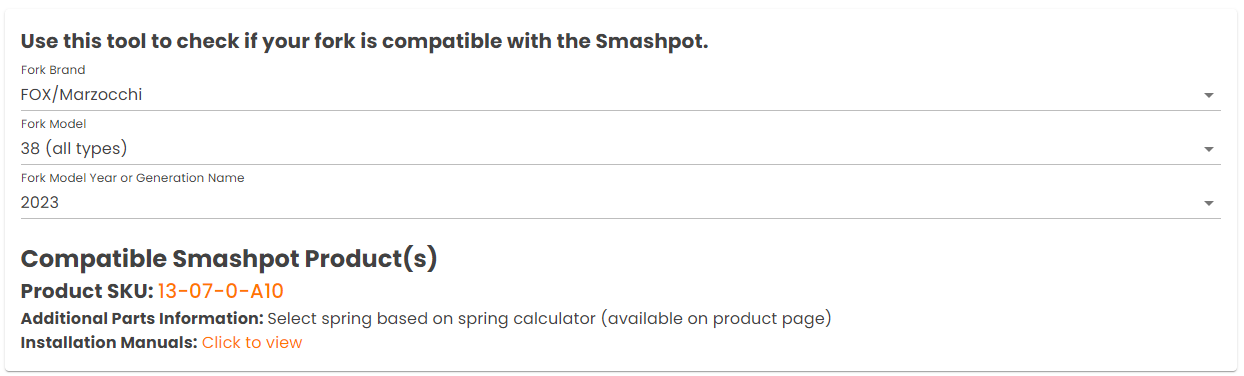 Use this tool to check if your fork is compatible with the Smashpot.
Fork Brand
FOX/Marzocchi
Fork Model
38 (all types)
Fork Model Year or Generation Name
2023
Compatible Smashpot Product(s)
Product SKU: 13-07-0-A10
Additional Parts Information: Select spring based on spring calculator (available on product page)
Installation Manuals: Click to view